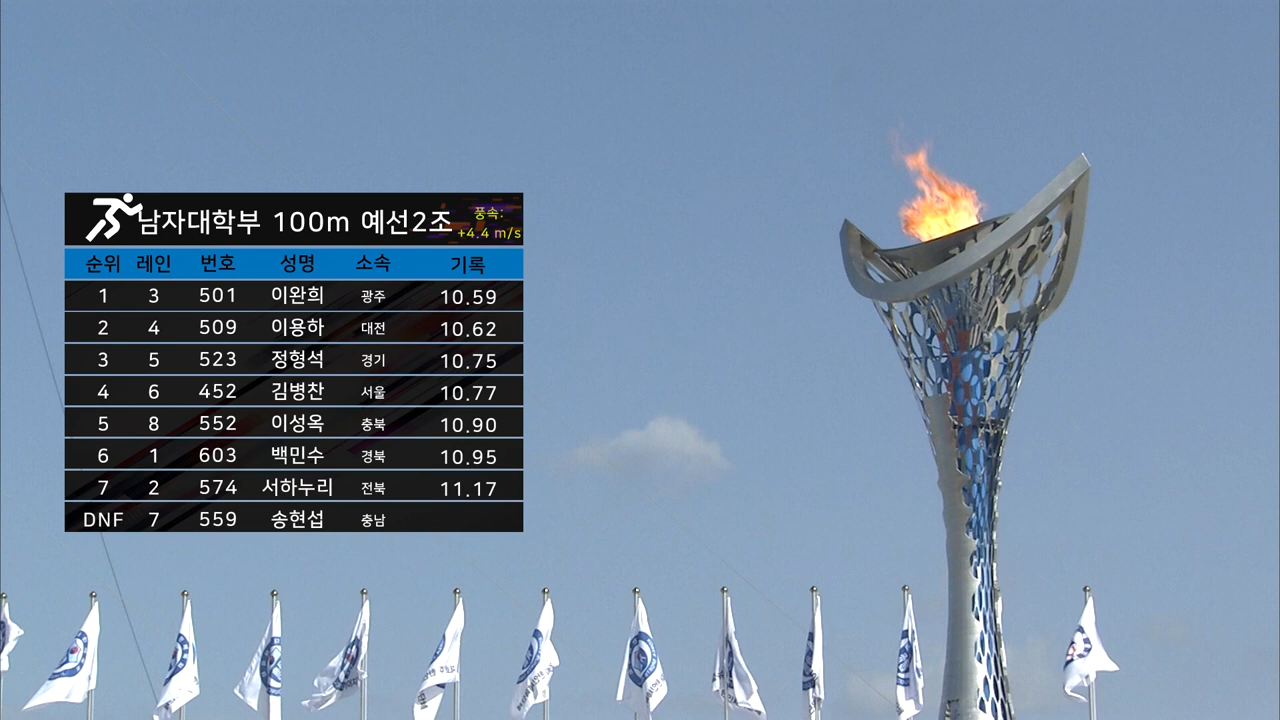 남자대학부 100m 예선2조
풍속:
+4.4 m/s
순위 레인 번호 성명 소속 기록
1 3 501 이완희 광주 10.59
2 4 509 이용하 대전 10.62
3 5 523 정형석 경기 10.75
4 6 452 김병찬 서울 10.77
5 8 552 이성옥 충북 10.90
6 1 603 백민수 경북 10.95
7 2 574 서하누리 전북 11.17
DNF 7 559 송현섭 충남